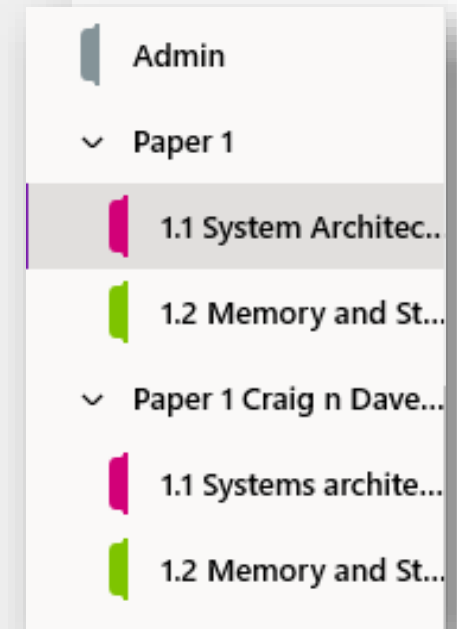 Admin
Paper 1
1.1 System Architec...
1.2 Memory and St...
Paper 1 Craig n Dave...
1.1 Systems archite...
1.2 Memory and St...